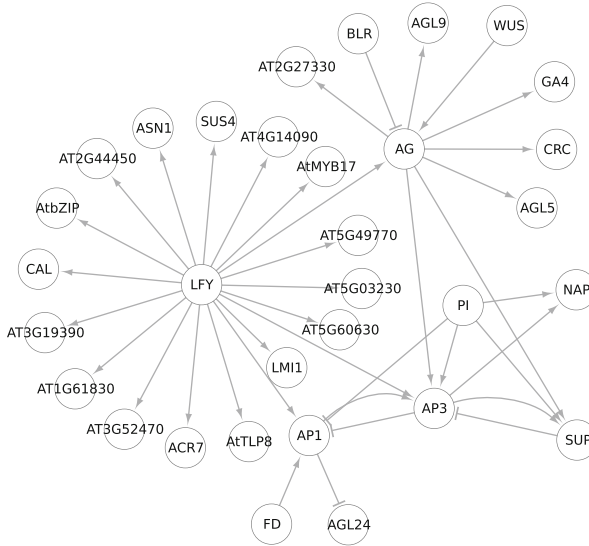 AGL9
WUS
BLR
AT2G27330
GA4
SUS4
ASN1
AT4G14090
AG
CRC
AT2G44450
AtMYB17
AtbZIP
AGL5
AT5G49770
CAL
LFY
AT5G03230
NAP
PI
AT3G19390
AT5G60630
LMI1
AT1G61830
AP3
AT3G52470
AP1
SUP
ACR7
AtTLP8
FD
AGL24